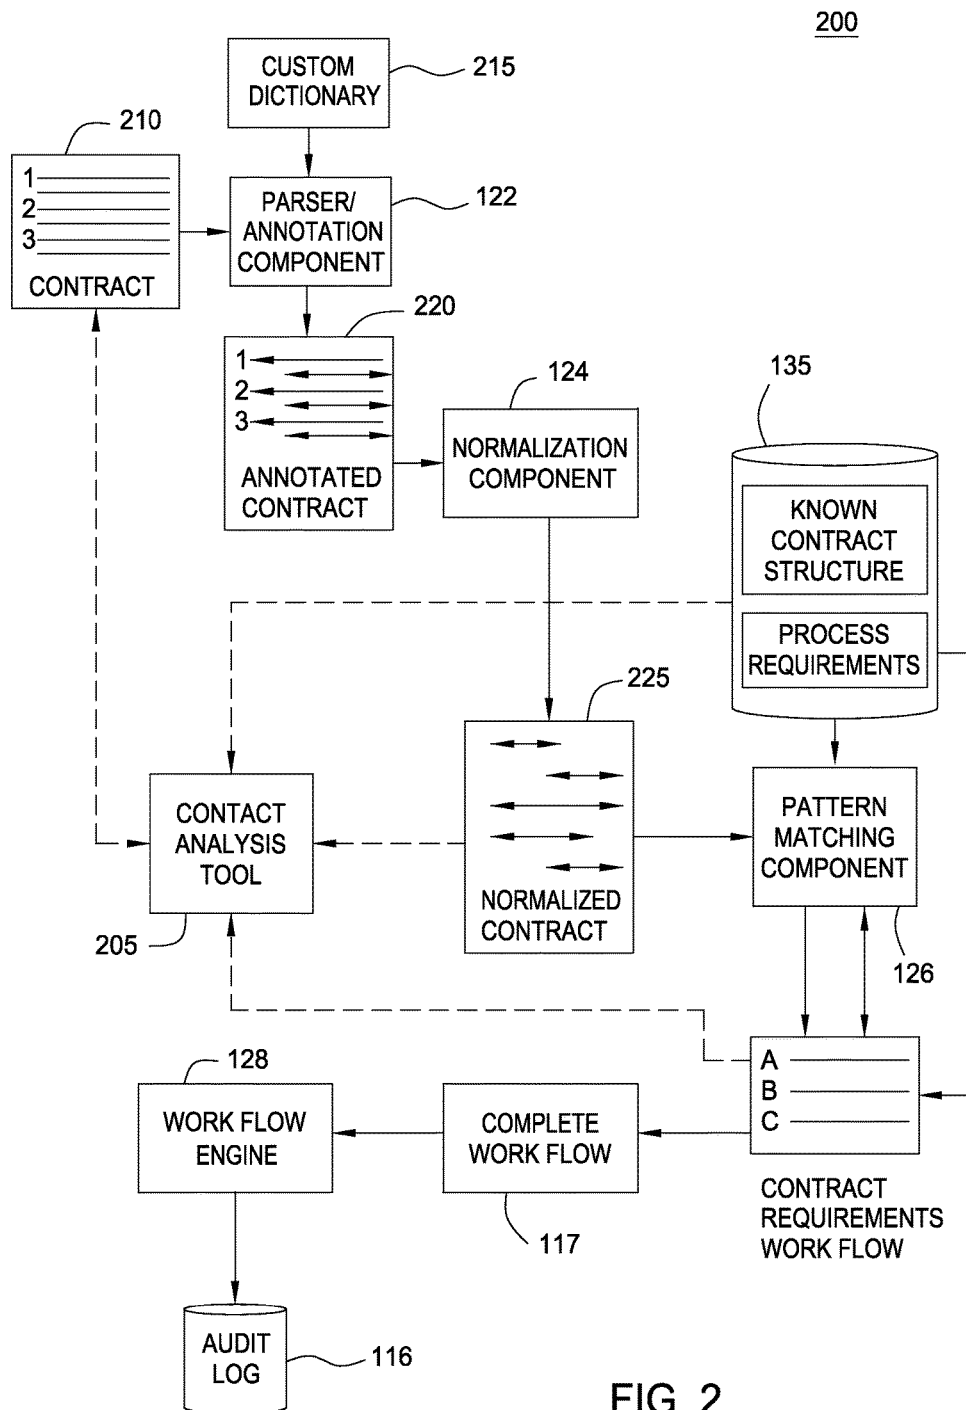 200
CUSTOM
DICTIONARY
215
210
1
2
3
CONTRACT
PARSER/
ANNOTATION
COMPONENT
122
220
1
2
3
ANNOTATED
CONTRACT
124
NORMALIZATION
COMPONENT
135
KNOWN
CONTRACT
STRUCTURE
PROCESS
REQUIREMENTS
225
NORMALIZED
CONTRACT
CONTACT
ANALYSIS
TOOL
205
PATTERN
MATCHING
COMPONENT
126
A
B
C
CONTRACT
REQUIREMENTS
WORK FLOW
COMPLETE
WORK FLOW
117
128
WORK FLOW
ENGINE
AUDIT
LOG
116
FIG. 2